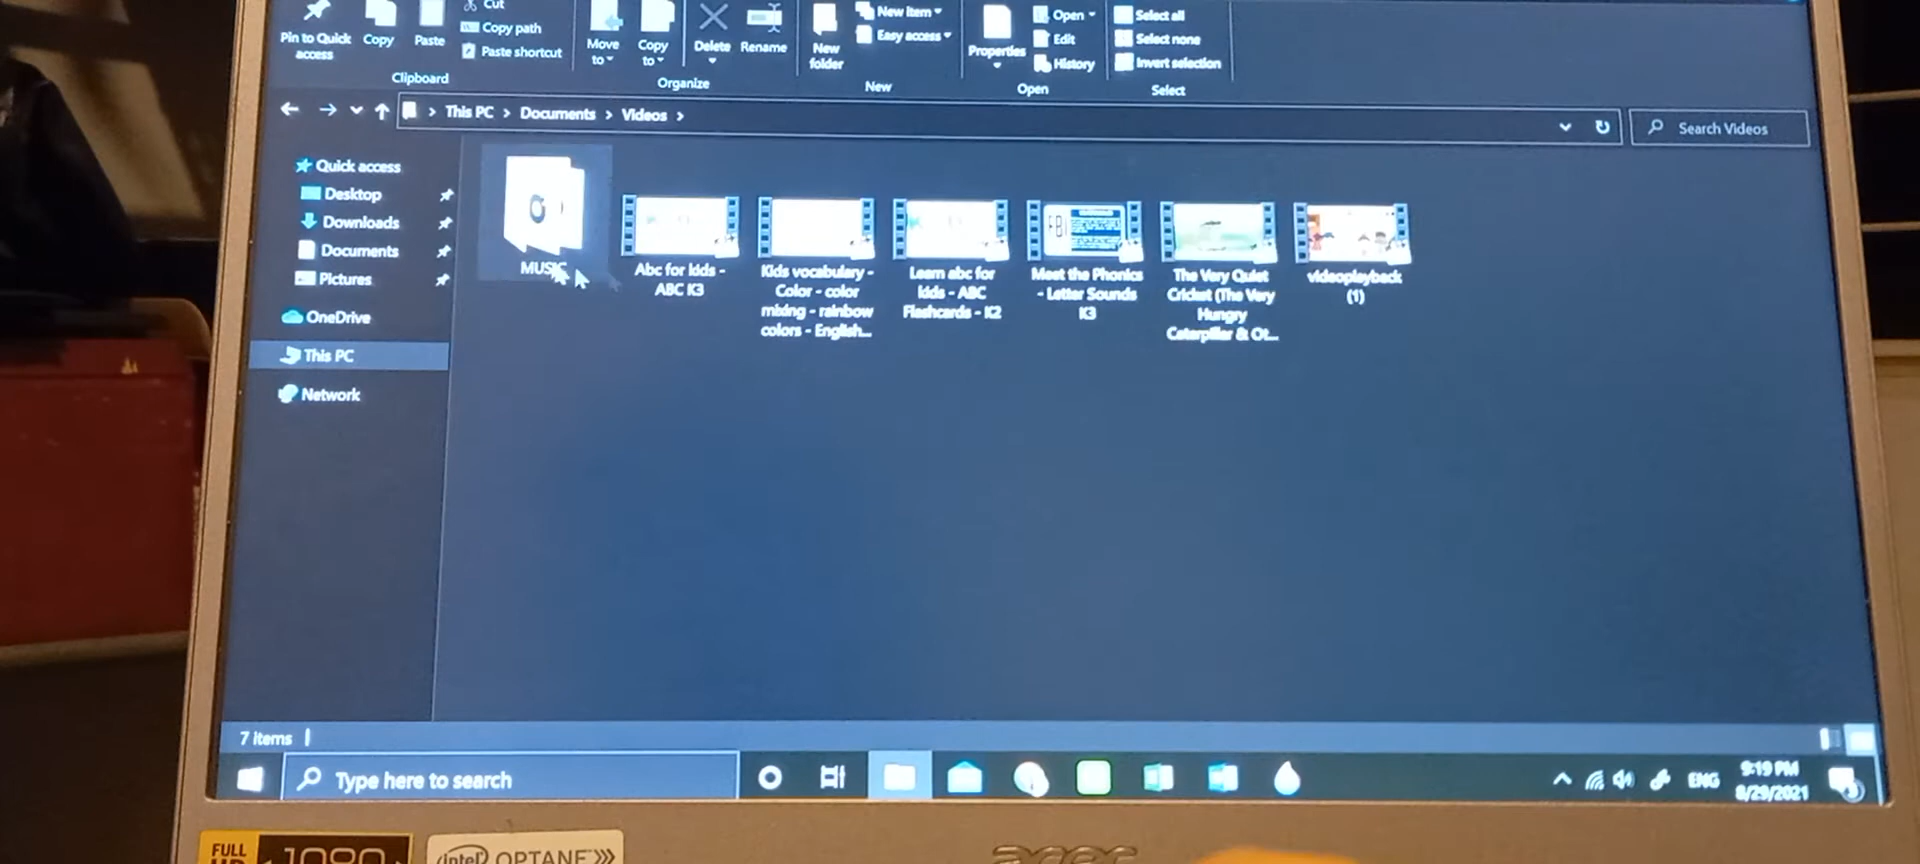 Cut
Pin to Quick
access
Copy
Paste
Copy path
Paste shortcut
Clipboard
Move
to
Copy
to
Delete
Rename
Organize
New
folder
New item
Easy access
New
Properties
Open
Edit
History
Open
Select all
Select none
Invert selection
Select
This PC > Documents > Videos >
Search Videos
Quick access
Desktop
Downloads
Documents
Pictures
OneDrive
This PC
Network
MUSIC
Abc for kids -
ABC K3
Kids vocabulary -
Color - color
mixing - rainbow
colors - English...
Learn abc for
kids - ABC
Flashcards - K2
Meet the Phonics
- Letter Sounds
K3
The Very Quiet
Cricket (The Very
Hungry
Caterpillar & Ot...
videoplayback
(1)
7 items
Type here to search
ENG
9:19 PM
8/29/2021
FULL
HD
1080
intel OPTANE
acer